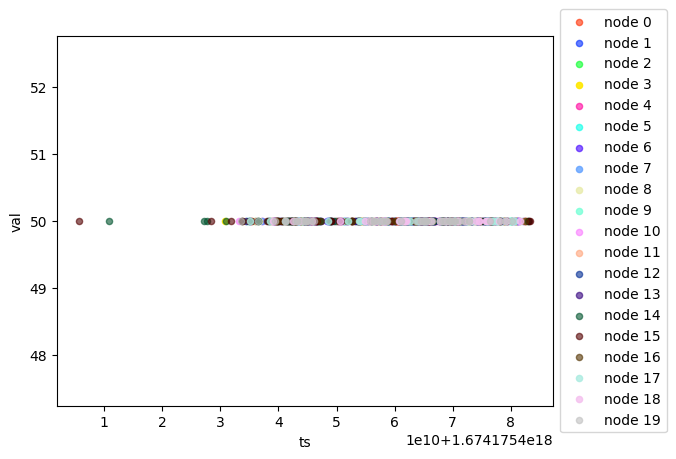 52
51
50
49
48
val
1 2 3 4 5 6 7 8
ts
1e10+1.6741754e18
node 0
node 1
node 2
node 3
node 4
node 5
node 6
node 7
node 8
node 9
node 10
node 11
node 12
node 13
node 14
node 15
node 16
node 17
node 18
node 19